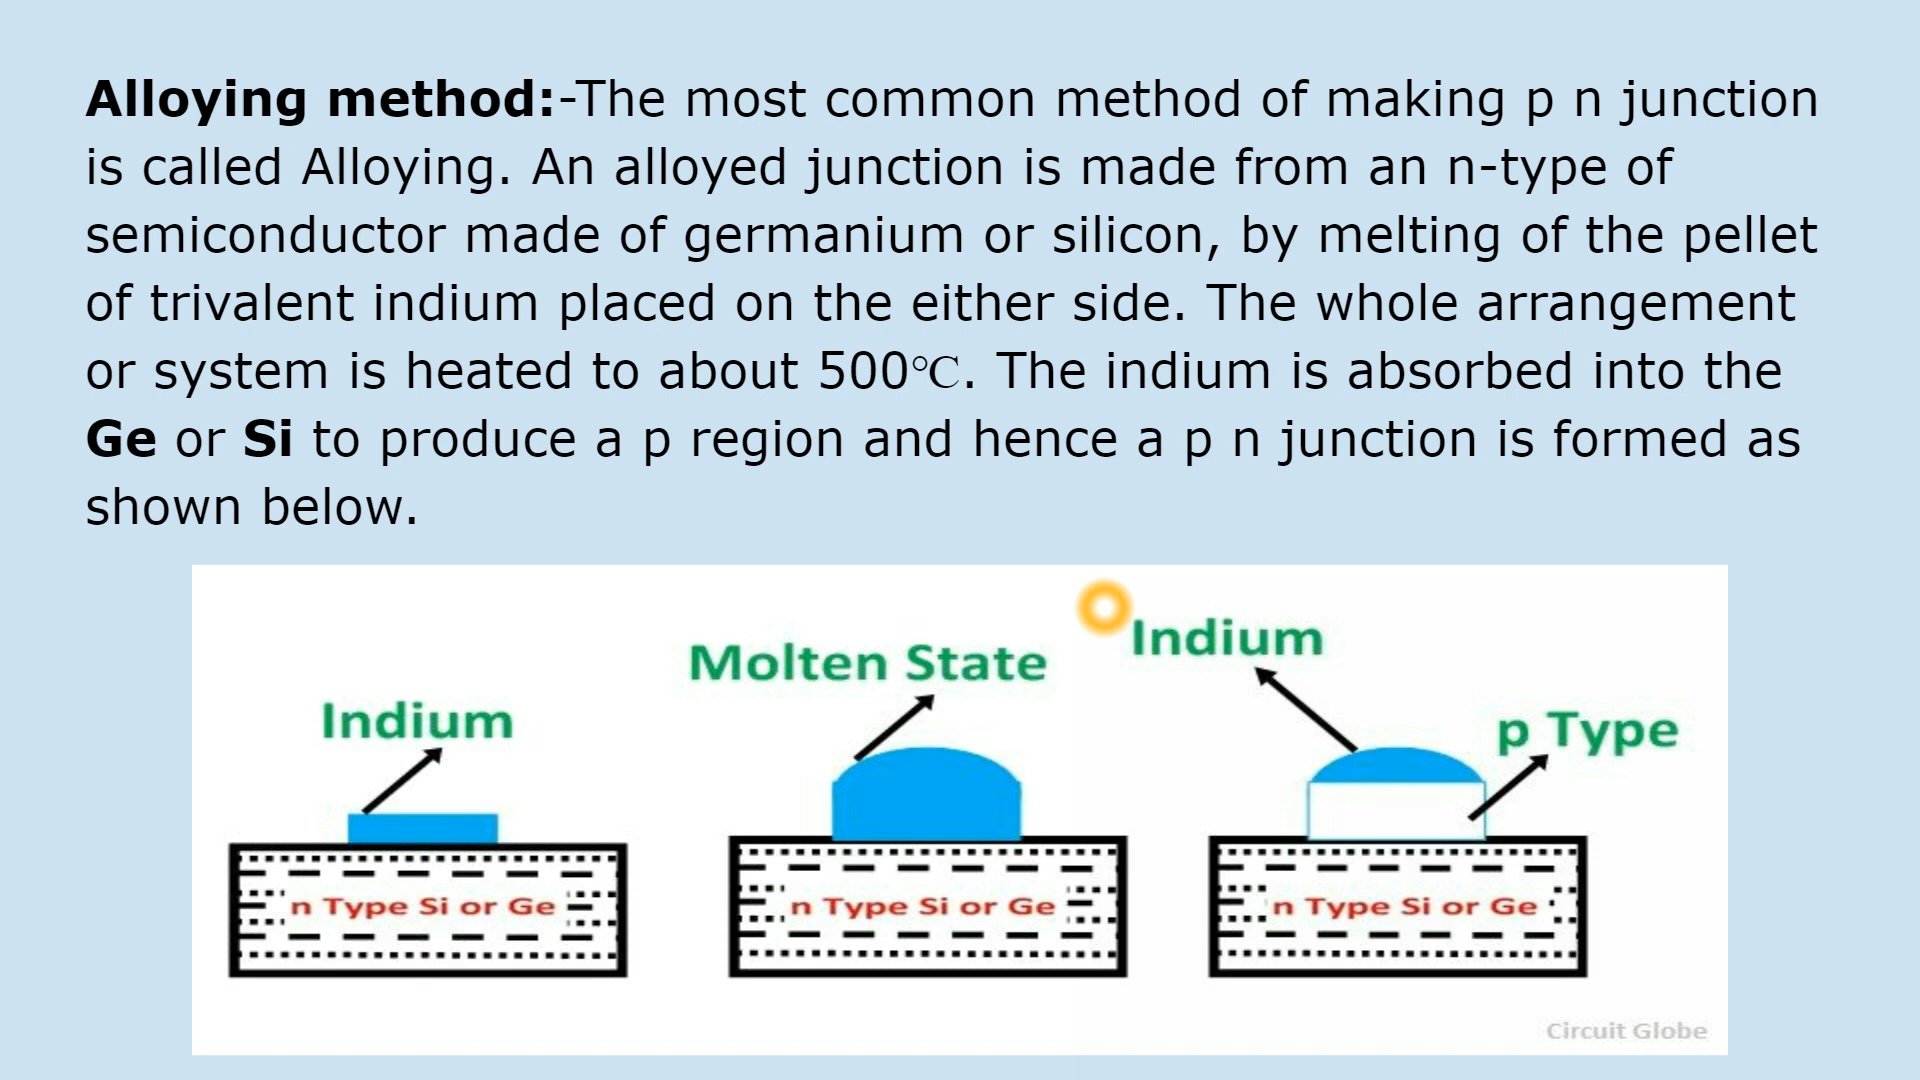 Alloying method:-The most common method of making p n junction
is called Alloying. An alloyed junction is made from an n-type of
semiconductor made of germanium or silicon, by melting of the pellet
of trivalent indium placed on the either side. The whole arrangement
or system is heated to about 500℃. The indium is absorbed into the
Ge or Si to produce a p region and hence a p n junction is formed as
shown below.
Indium
n Type Si or Ge
Molten State
n Type Si or Ge
Indium
p Type
n Type Si or Ge
Circuit Globe